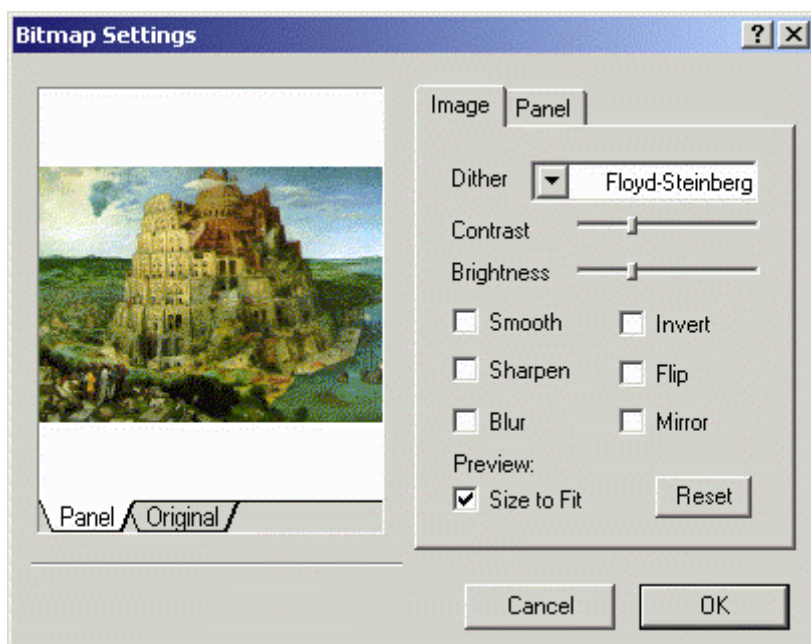 Bitmap Settings
Image
Panel
Dither
Floyd-Steinberg
Contrast
Brightness
Smooth
Invert
Sharpen
Flip
Blur
Mirror
Preview:
Size to Fit
Reset
Panel
Original
Cancel
OK